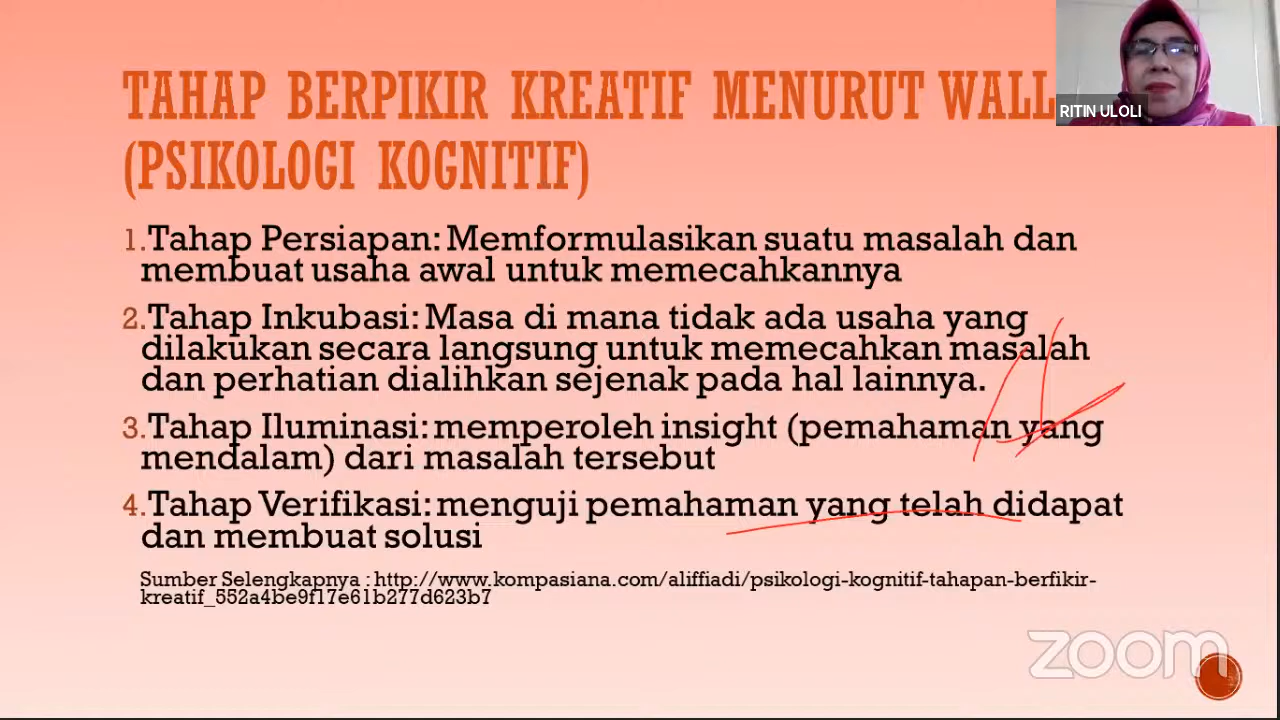 TAHAP BERPIKIR KREATIF MENURUT WALL
(PSIKOLOGI KOGNITIF)
RITIN ULOLI
1.Tahap Persiapan: Memformulasikan suatu masalah dan
membuat usaha awal untuk memecahkannya
2.Tahap Inkubasi: Masa di mana tidak ada usaha yang
dilakukan secara langsung untuk memecahkan masalah
dan perhatian dialihkan sejenak pada hal lainnya.
3.Tahap Iluminasi: memperoleh insight (pemahaman yang
mendalam) dari masalah tersebut
4.Tahap Verifikasi: menguji pemahaman yang telah didapat
dan membuat solusi
Sumber Selengkapnya : http://www.kompasiana.com/aliffiadi/psikologi-kognitif-tahapan-berfikir-
kreatif_552a4be9f17e61b277d623b7
zoom